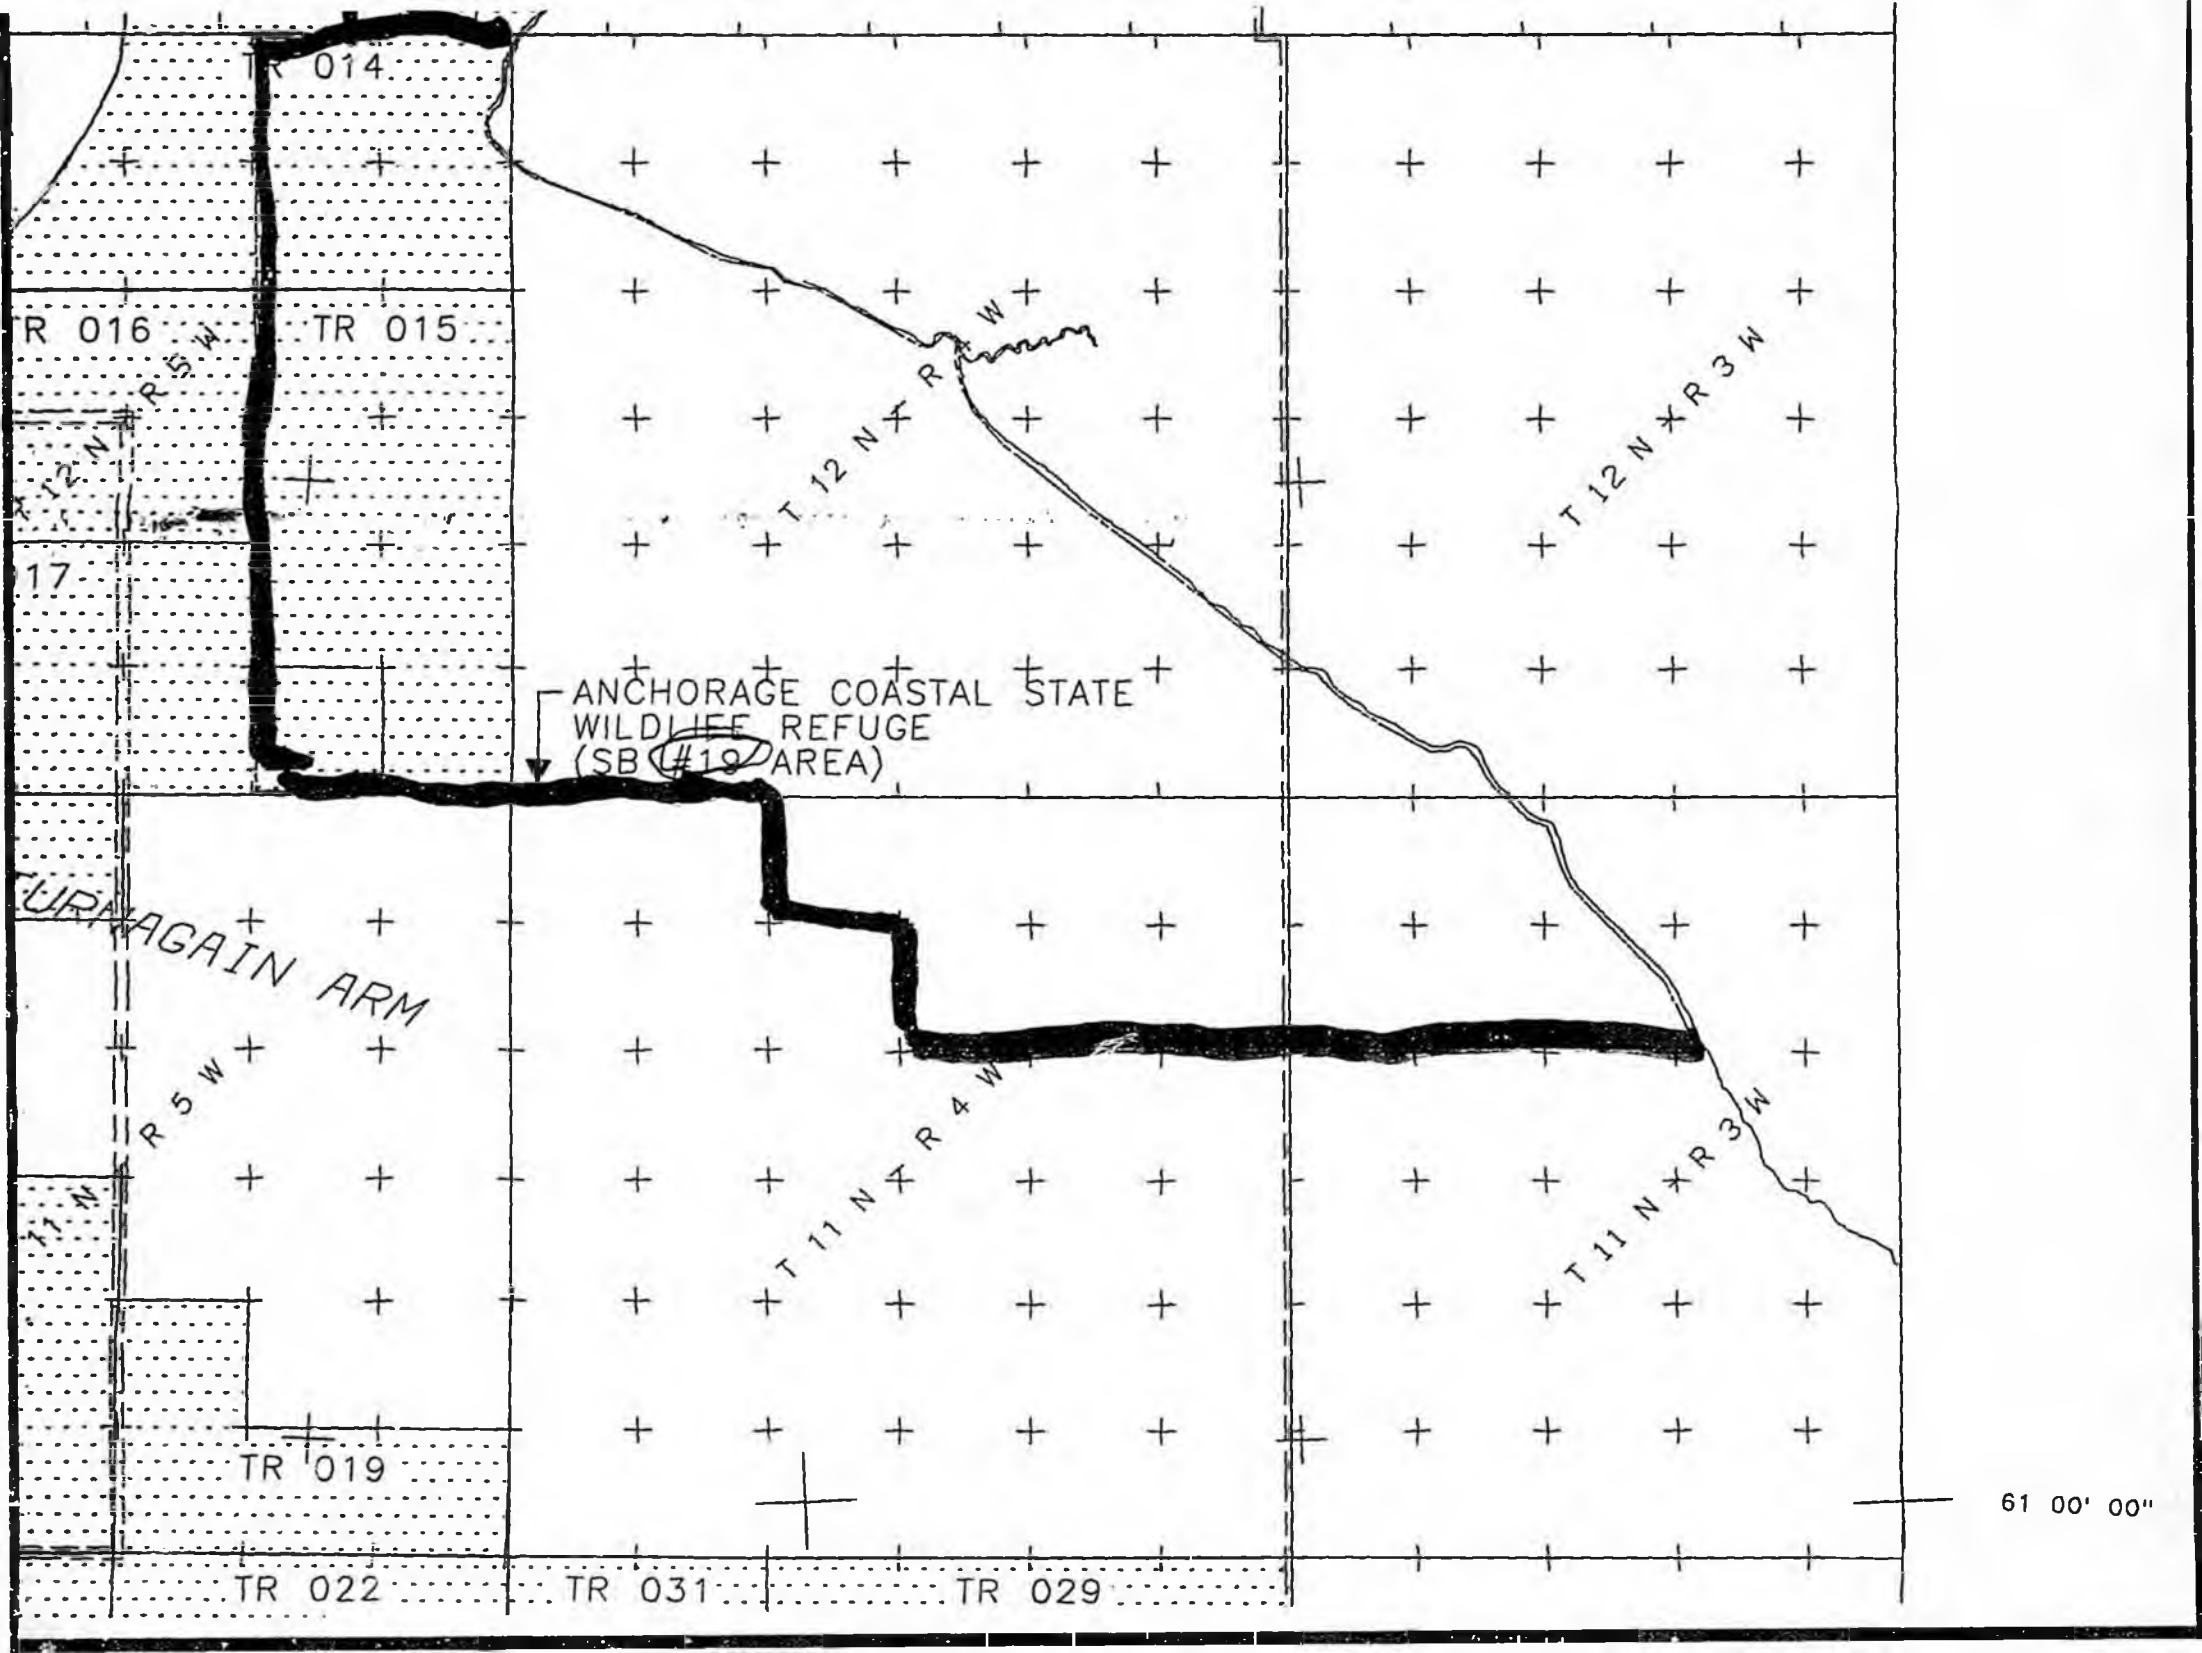 TR 014
TR 016
TR 015
R 5 W
12 N
T 12 N R W
T 12 N R 3 W
17
ANCHORAGE COASTAL STATE
WILDLIFE REFUGE
(SB #19 AREA)
TURNAGAIN ARM
R 5 W
11 N
T 11 N R 4 W
T 11 N R 3 W
TR 019
61 00' 00"
TR 022
TR 031
TR 029